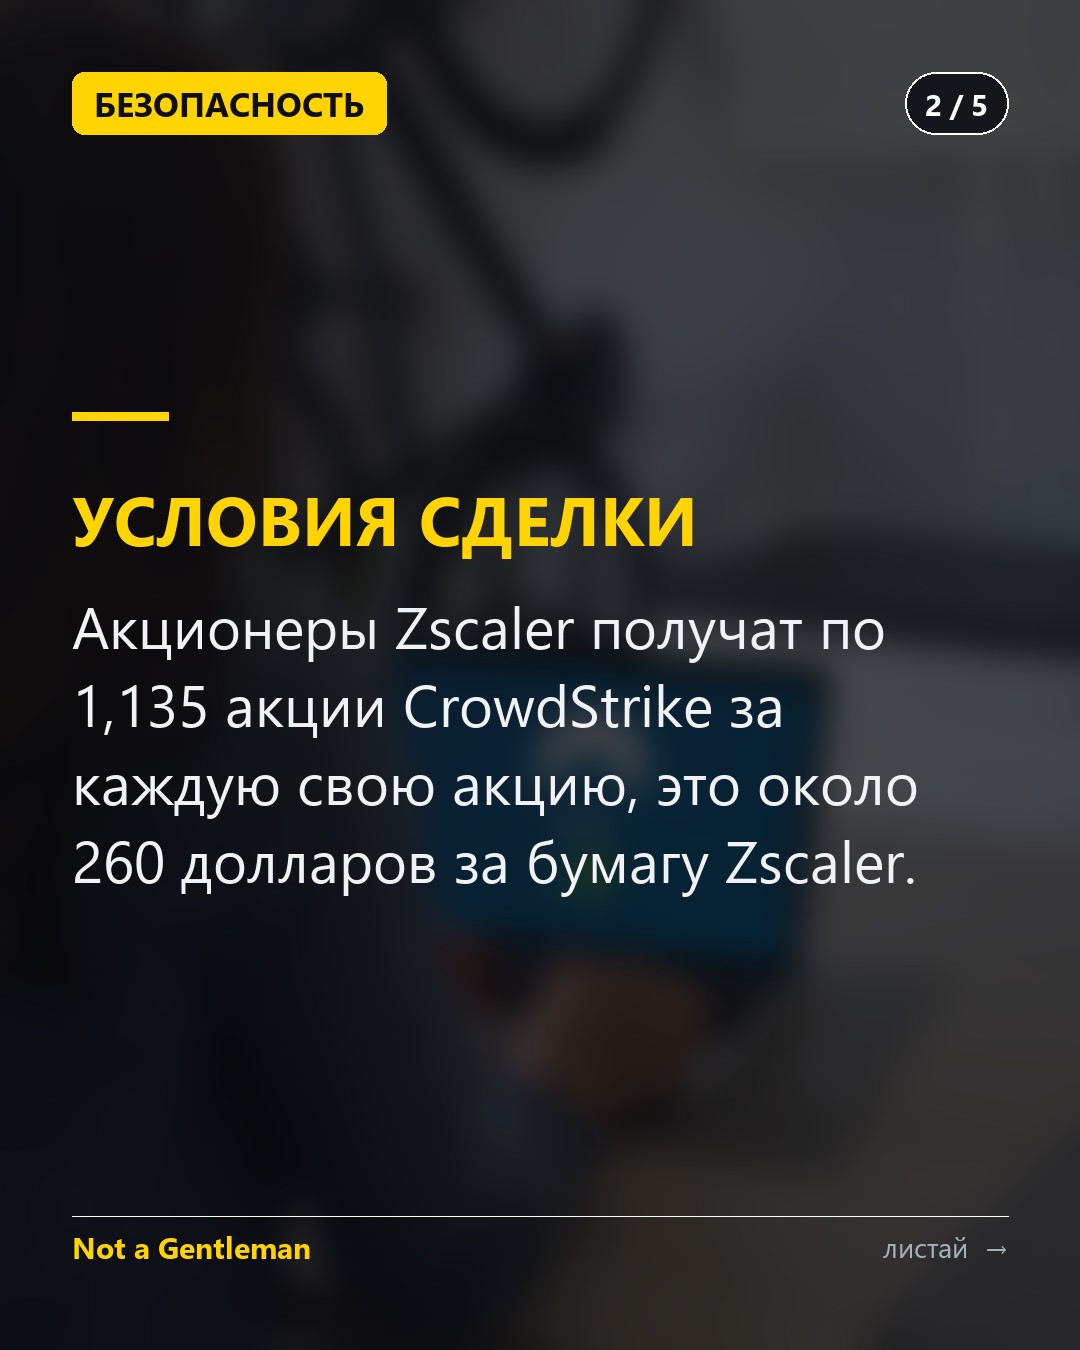 БЕЗОПАСНОСТЬ
2 / 5
УСЛОВИЯ СДЕЛКИ
Акционеры Zscaler получат по
1,135 акции CrowdStrike за
каждую свою акцию, это около
260 долларов за бумагу Zscaler.
Not a Gentleman
листай →